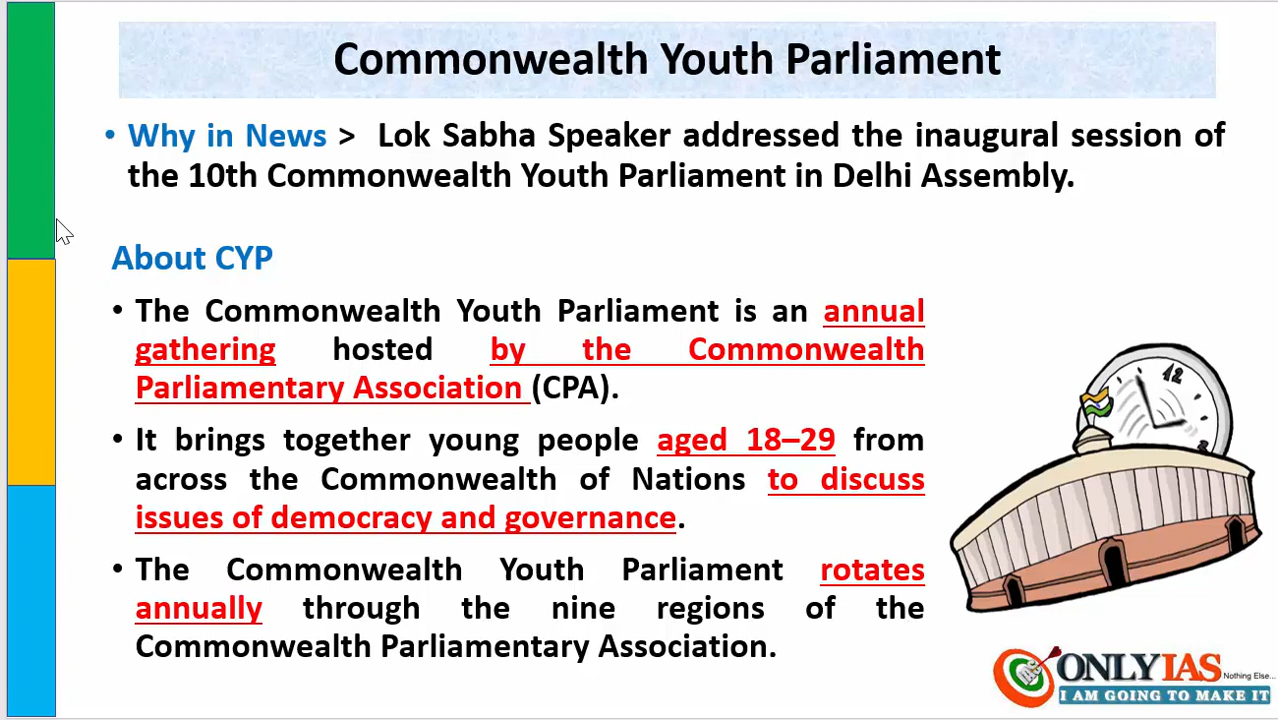 Commonwealth Youth Parliament
• Why in News > Lok Sabha Speaker addressed the inaugural session of
the 10th Commonwealth Youth Parliament in Delhi Assembly.
About CYP
• The Commonwealth Youth Parliament is an annual
gathering hosted by the Commonwealth
Parliamentary Association (CPA).
• It brings together young people aged 18–29 from
across the Commonwealth of Nations to discuss
issues of democracy and governance.
• The Commonwealth Youth Parliament rotates
annually through the nine regions of the
Commonwealth Parliamentary Association.
12
3
ONLYIAS Nothing Else...
I AM GOING TO MAKE IT